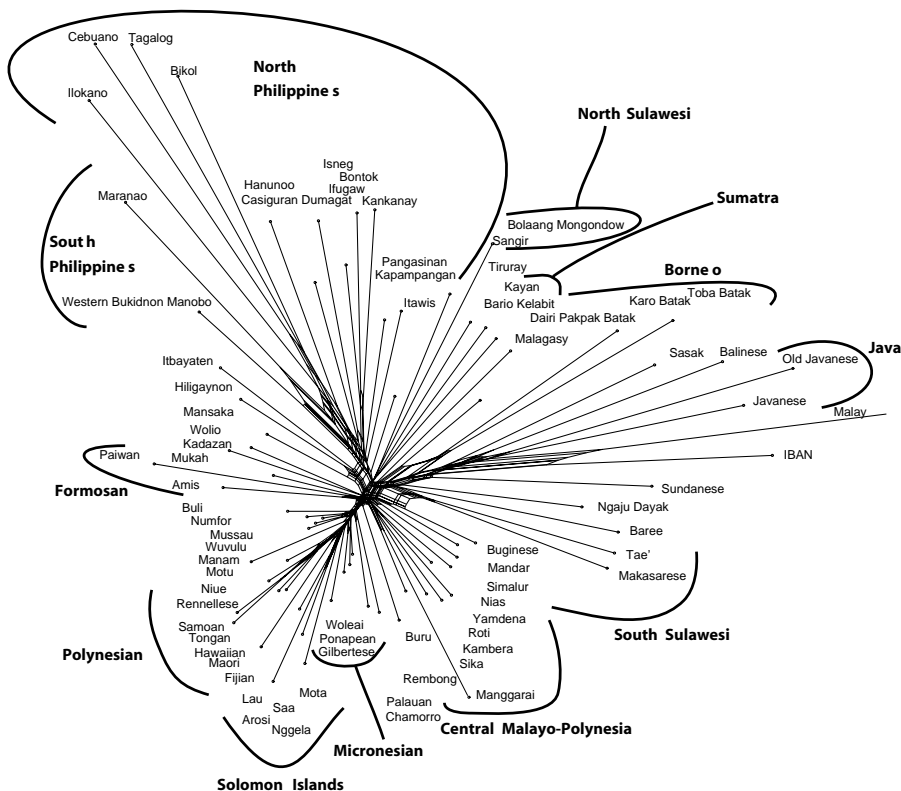 Cebuano
Tagalog
Bikol
Ilokano
North
Philippine s
North Sulawesi
Isneg
Bontok
Ifugaw
Hanunoo
Casiguran Dumagat
Kankanay
Maranao
Sumatra
Bolaang Mongondow
Sangir
South
Philippine s
Pangasinan
Kapampangan
Tiruray
Kayan
Borne o
Western Bukidnon Manobo
Itawis
Bario Kelabit
Karo Batak
Toba Batak
Dairi Pakpak Batak
Malagasy
Java
Itbayaten
Sasak
Balinese
Old Javanese
Hiligaynon
Mansaka
Javanese
Malay
Wolio
Kadazan
Paiwan
Mukah
IBAN
Formosan
Amis
Sundanese
Buli
Ngaju Dayak
Numfor
Mussau
Baree
Wuvulu
Buginese
Tae'
Manam
Mandar
Makasarese
Motu
Niue
Simalur
Rennellese
Nias
Samoan
Woleai
Yamdena
Tongan
Ponapean
Buru
Roti
South Sulawesi
Polynesian
Hawaiian
Gilbertese
Kambera
Maori
Sika
Fijian
Rembong
Lau
Mota
Manggarai
Saa
Palauan
Arosi
Chamorro
Nggela
Central Malayo-Polynesia
Micronesian
Solomon Islands